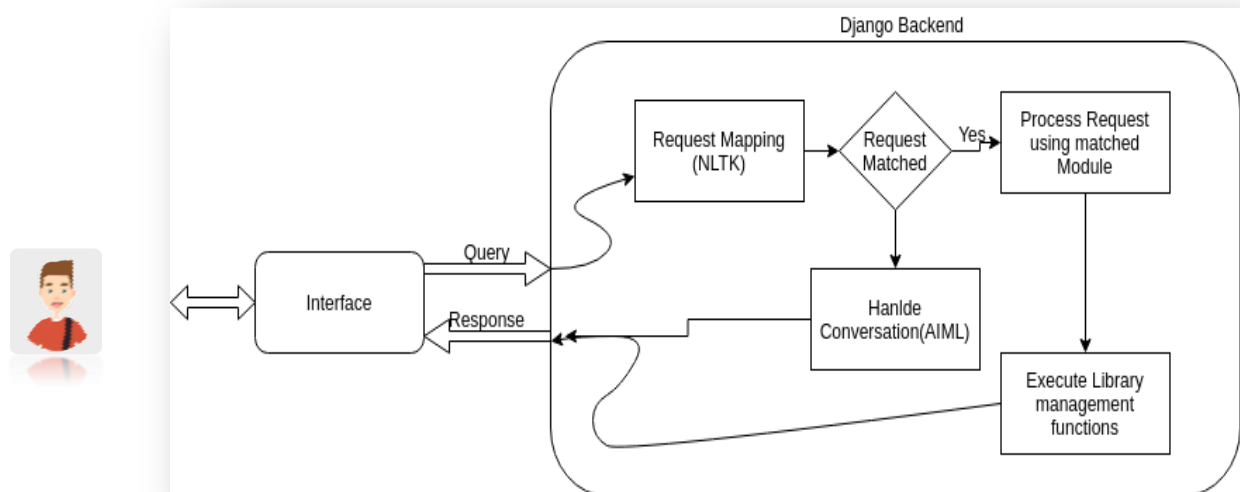 Django Backend
Request Mapping
(NLTK)
Request
Matched
Yes
Process Request
using matched
Module
Query
Interface
Response
Hanlde
Conversation(AIML)
Execute Library
management
functions